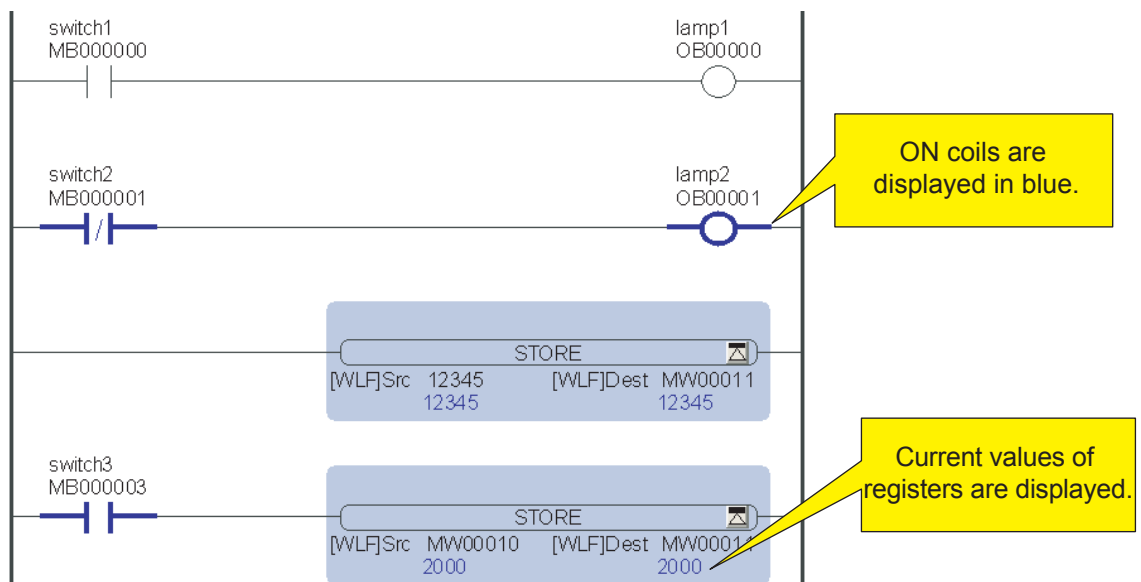 switch1
MB000000
lamp1
OB00000
switch2
MB000001
lamp2
OB00001
ON coils are
displayed in blue.
STORE
[WLF]Src 12345 [WLF]Dest MW00011
12345 12345
switch3
MB000003
Current values of
registers are displayed.
STORE
[WLF]Src MW00010 [WLF]Dest MW00011
2000 2000